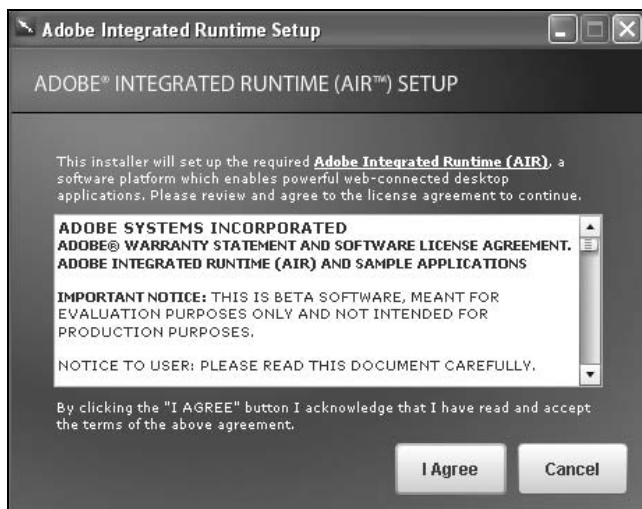 Adobe Integrated Runtime Setup
ADOBE® INTEGRATED RUNTIME (AIR™) SETUP
This installer will set up the required Adobe Integrated Runtime (AIR), a
software platform which enables powerful web-connected desktop
applications. Please review and agree to the license agreement to continue.
ADOBE SYSTEMS INCORPORATED
ADOBE® WARRANTY STATEMENT AND SOFTWARE LICENSE AGREEMENT.
ADOBE INTEGRATED RUNTIME (AIR) AND SAMPLE APPLICATIONS
IMPORTANT NOTICE: THIS IS BETA SOFTWARE, MEANT FOR
EVALUATION PURPOSES ONLY AND NOT INTENDED FOR
PRODUCTION PURPOSES.
NOTICE TO USER: PLEASE READ THIS DOCUMENT CAREFULLY.
By clicking the "I AGREE" button I acknowledge that I have read and accept
the terms of the above agreement.
I Agree Cancel